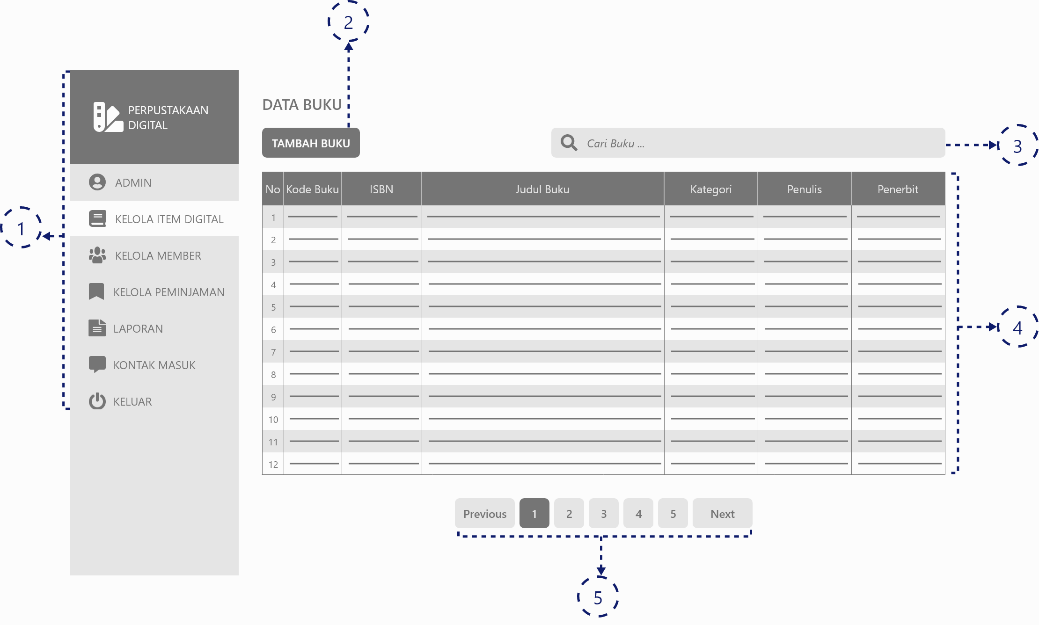 2
PERPUSTAKAAN
DIGITAL
DATA BUKU
TAMBAH BUKU
Cari Buku ...
3
ADMIN
KELOLA ITEM DIGITAL
KELOLA MEMBER
KELOLA PEMINJAMAN
LAPORAN
KONTAK MASUK
KELUAR
1
No Kode Buku ISBN Judul Buku Kategori Penulis Penerbit
1
2
3
4
5
6
7
8
9
10
11
12
4
Previous 1 2 3 4 5 Next
5